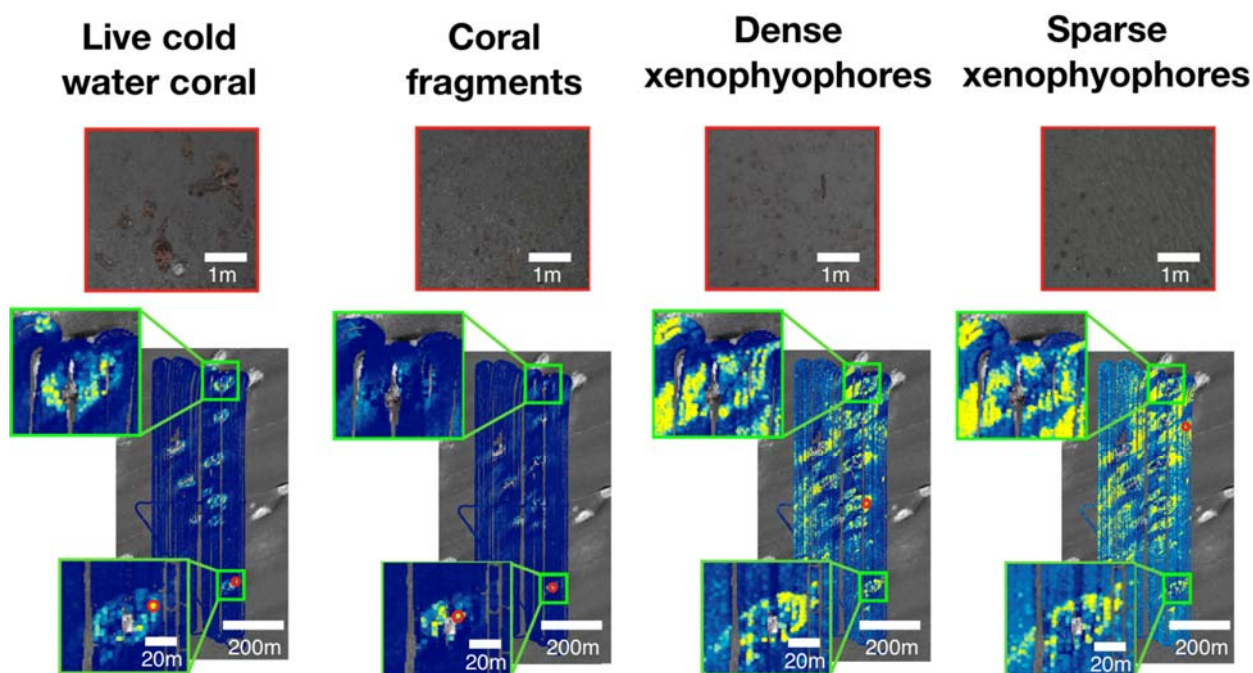 Live cold
water coral
Coral
fragments
Dense
xenophyophores
Sparse
xenophyophores
1m
1m
1m
1m
20m
200m
20m
200m
20m
200m
20m
200m